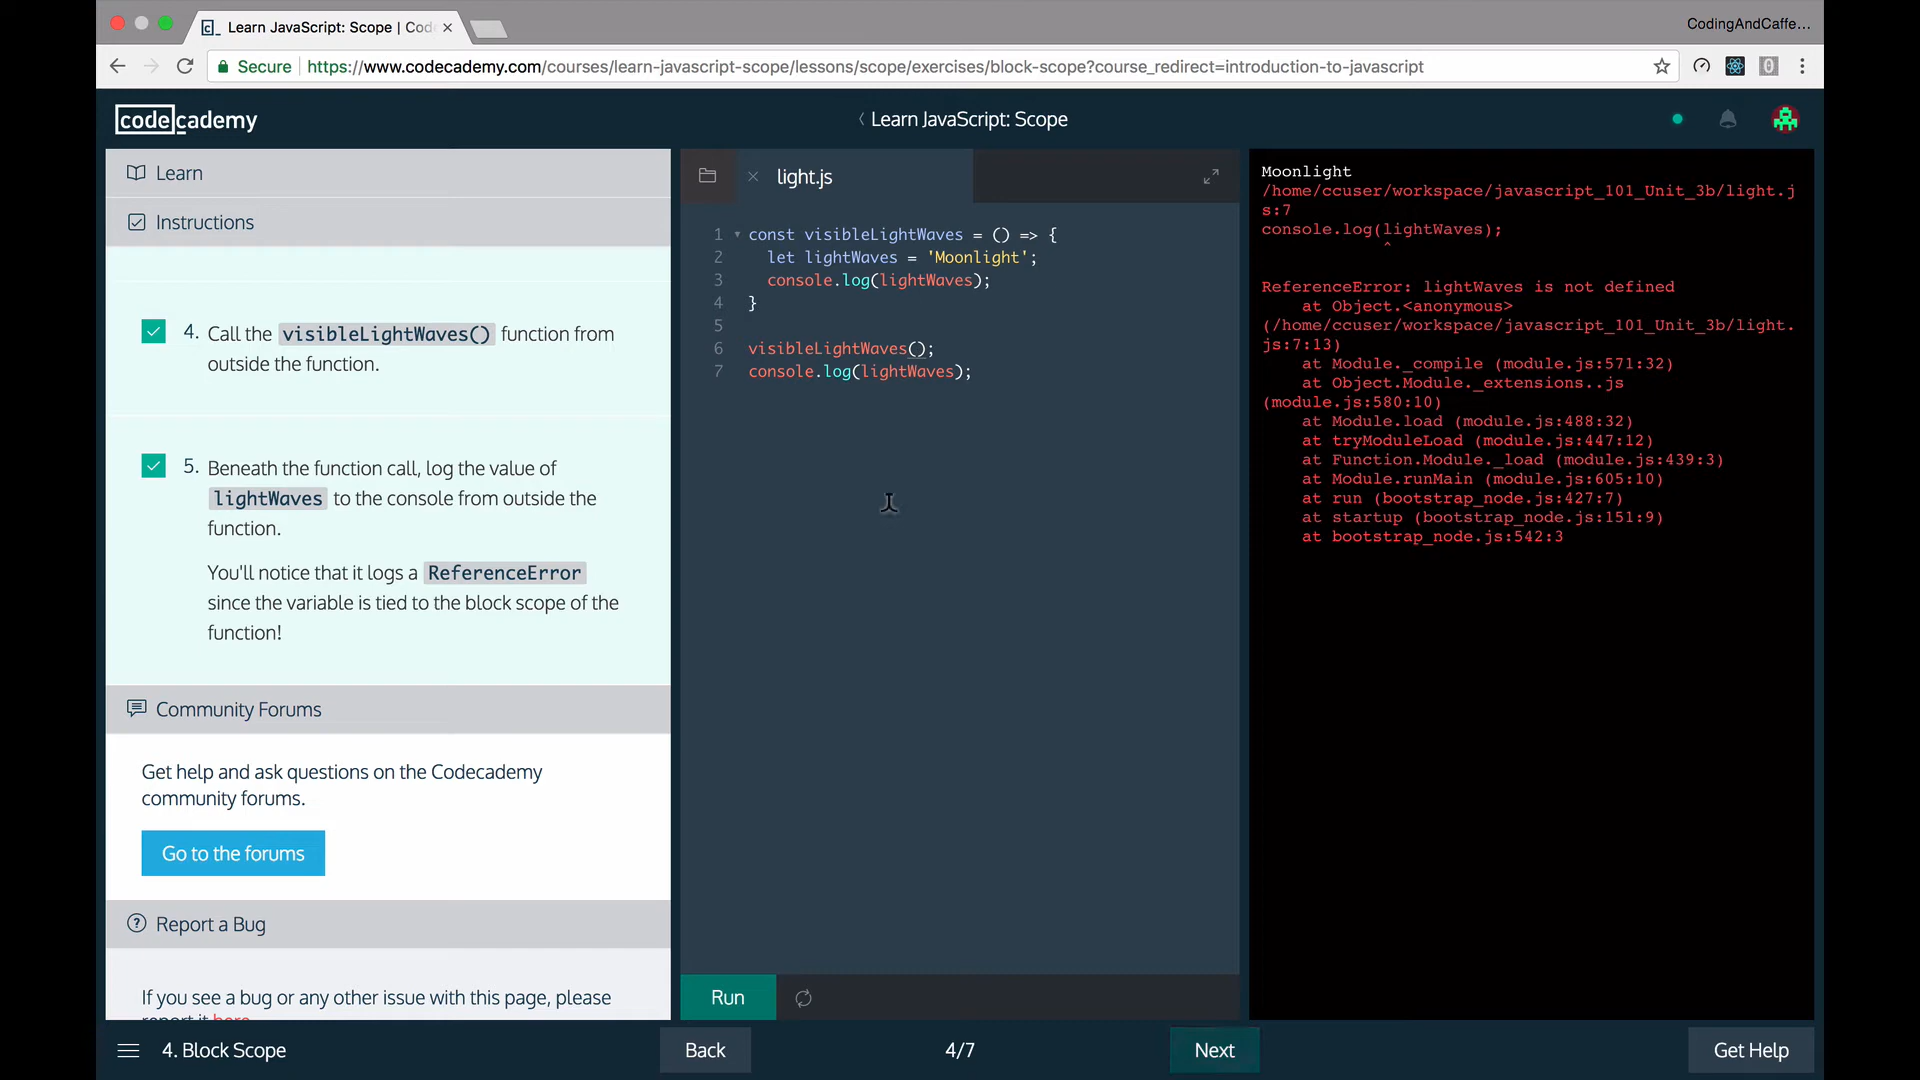 Learn JavaScript: Scope | Cod
CodingAndCaffe...
Secure
https://www.codecademy.com/courses/learn-javascript-scope/lessons/scope/exercises/block-scope?course_redirect=introduction-to-javascript
codecademy
Learn JavaScript: Scope
Learn
Instructions
4. Call the visibleLightWaves() function from
outside the function.
5. Beneath the function call, log the value of
lightWaves to the console from outside the
function.
You'll notice that it logs a ReferenceError
since the variable is tied to the block scope of the
function!
Community Forums
Get help and ask questions on the Codecademy
community forums.
Go to the forums
Report a Bug
If you see a bug or any other issue with this page, please
report it here
light.js
1 const visibleLightWaves = () => {
2 let lightWaves = 'Moonlight';
3 console.log(lightWaves);
4 }
5
6 visibleLightWaves();
7 console.log(lightWaves);
Run
Moonlight
/home/ccuser/workspace/javascript_101_Unit_3b/light.j
s:7
console.log(lightWaves);
^
ReferenceError: lightWaves is not defined
at Object.<anonymous>
(/home/ccuser/workspace/javascript_101_Unit_3b/light.
js:7:13)
at Module._compile (module.js:571:32)
at Object.Module._extensions..js
(module.js:580:10)
at Module.load (module.js:488:32)
at tryModuleLoad (module.js:447:12)
at Function.Module._load (module.js:439:3)
at Module.runMain (module.js:605:10)
at run (bootstrap_node.js:427:7)
at startup (bootstrap_node.js:151:9)
at bootstrap_node.js:542:3
4. Block Scope
Back
4/7
Next
Get Help